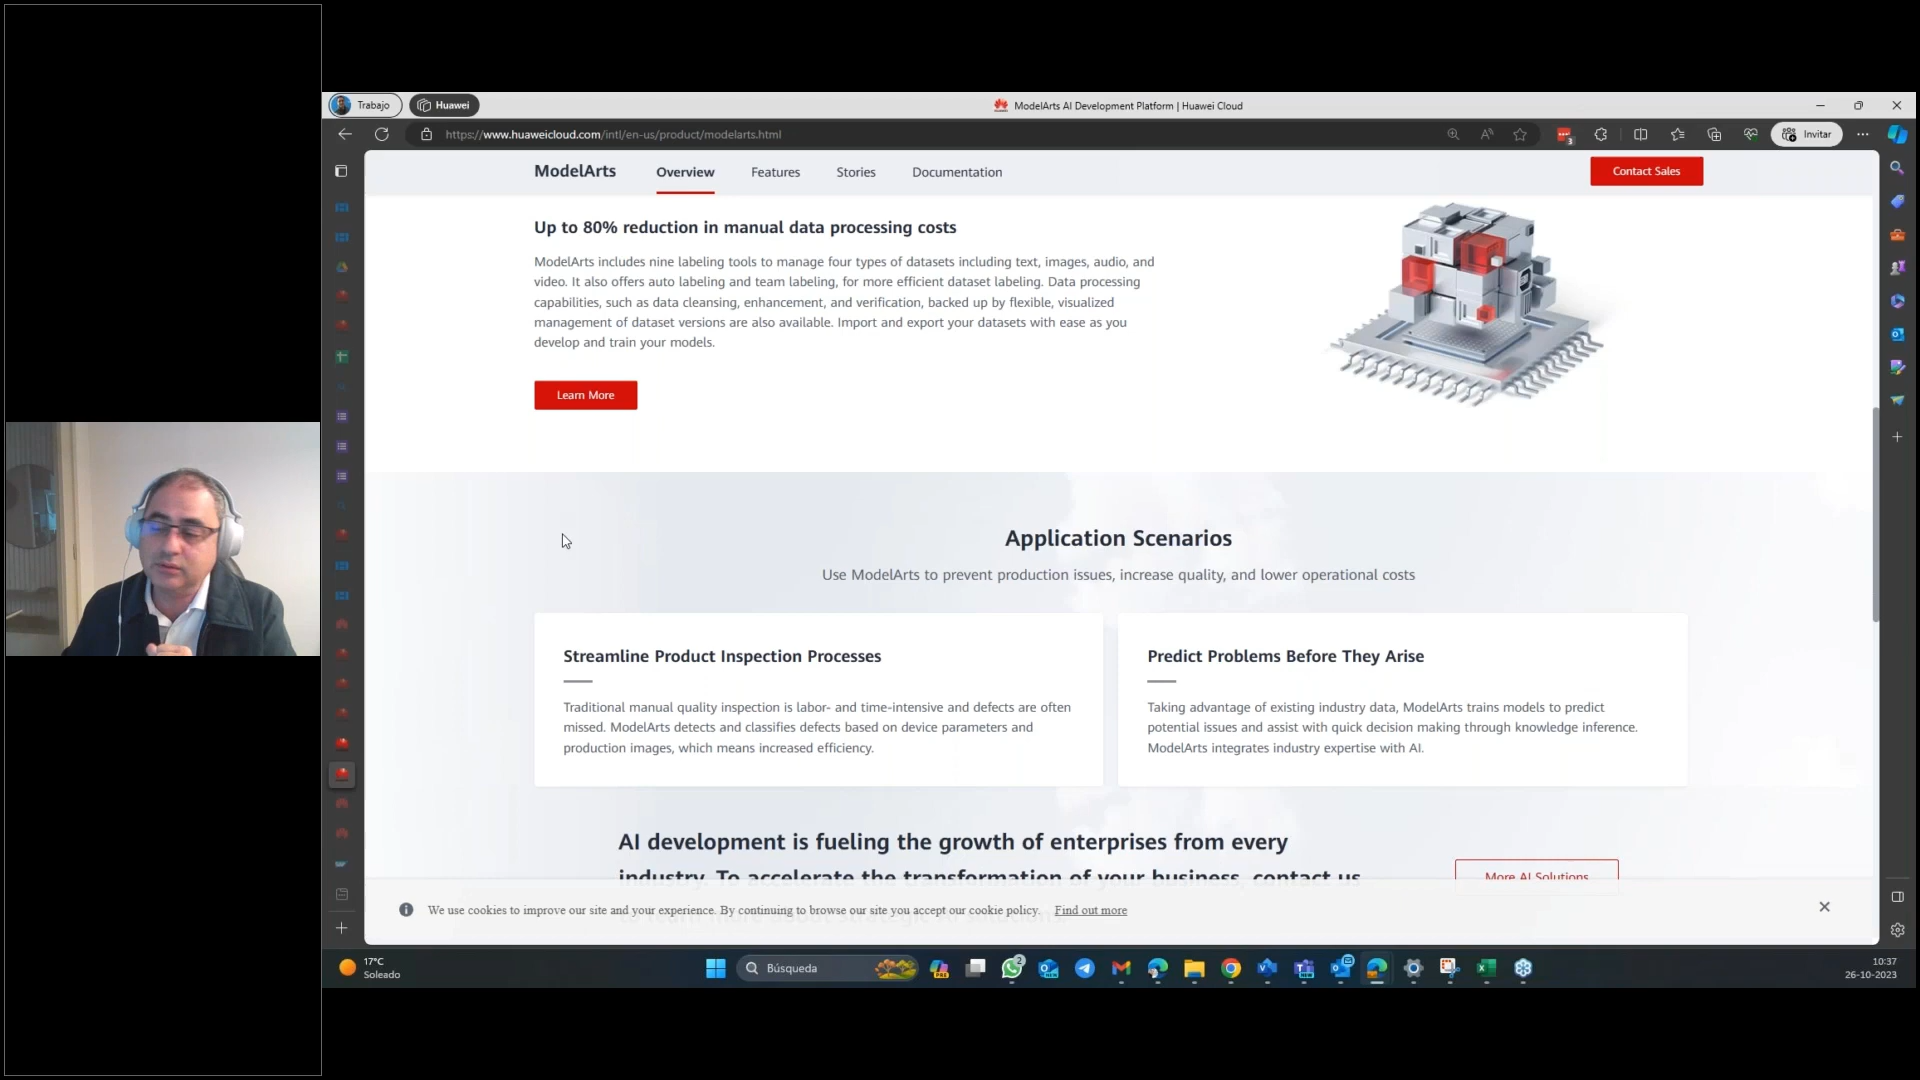 Trabajo
Huawei
ModelArts AI Development Platform | Huawei Cloud
https://www.huaweicloud.com/intl/en-us/product/modelarts.html
3
Invitar
ModelArts
Overview
Features
Stories
Documentation
Contact Sales
Up to 80% reduction in manual data processing costs
ModelArts includes nine labeling tools to manage four types of datasets including text, images, audio, and
video. It also offers auto labeling and team labeling, for more efficient dataset labeling. Data processing
capabilities, such as data cleansing, enhancement, and verification, backed up by flexible, visualized
management of dataset versions are also available. Import and export your datasets with ease as you
develop and train your models.
Learn More
Application Scenarios
Use ModelArts to prevent production issues, increase quality, and lower operational costs
Streamline Product Inspection Processes
Traditional manual quality inspection is labor- and time-intensive and defects are often
missed. ModelArts detects and classifies defects based on device parameters and
production images, which means increased efficiency.
Predict Problems Before They Arise
Taking advantage of existing industry data, ModelArts trains models to predict
potential issues and assist with quick decision making through knowledge inference.
ModelArts integrates industry expertise with AI.
AI development is fueling the growth of enterprises from every
industry. To accelerate the transformation of your business, contact us
More AI Solutions
We use cookies to improve our site and your experience. By continuing to browse our site you accept our cookie policy. Find out more
17°C
Soleado
Búsqueda
2
10:37
26-10-2023